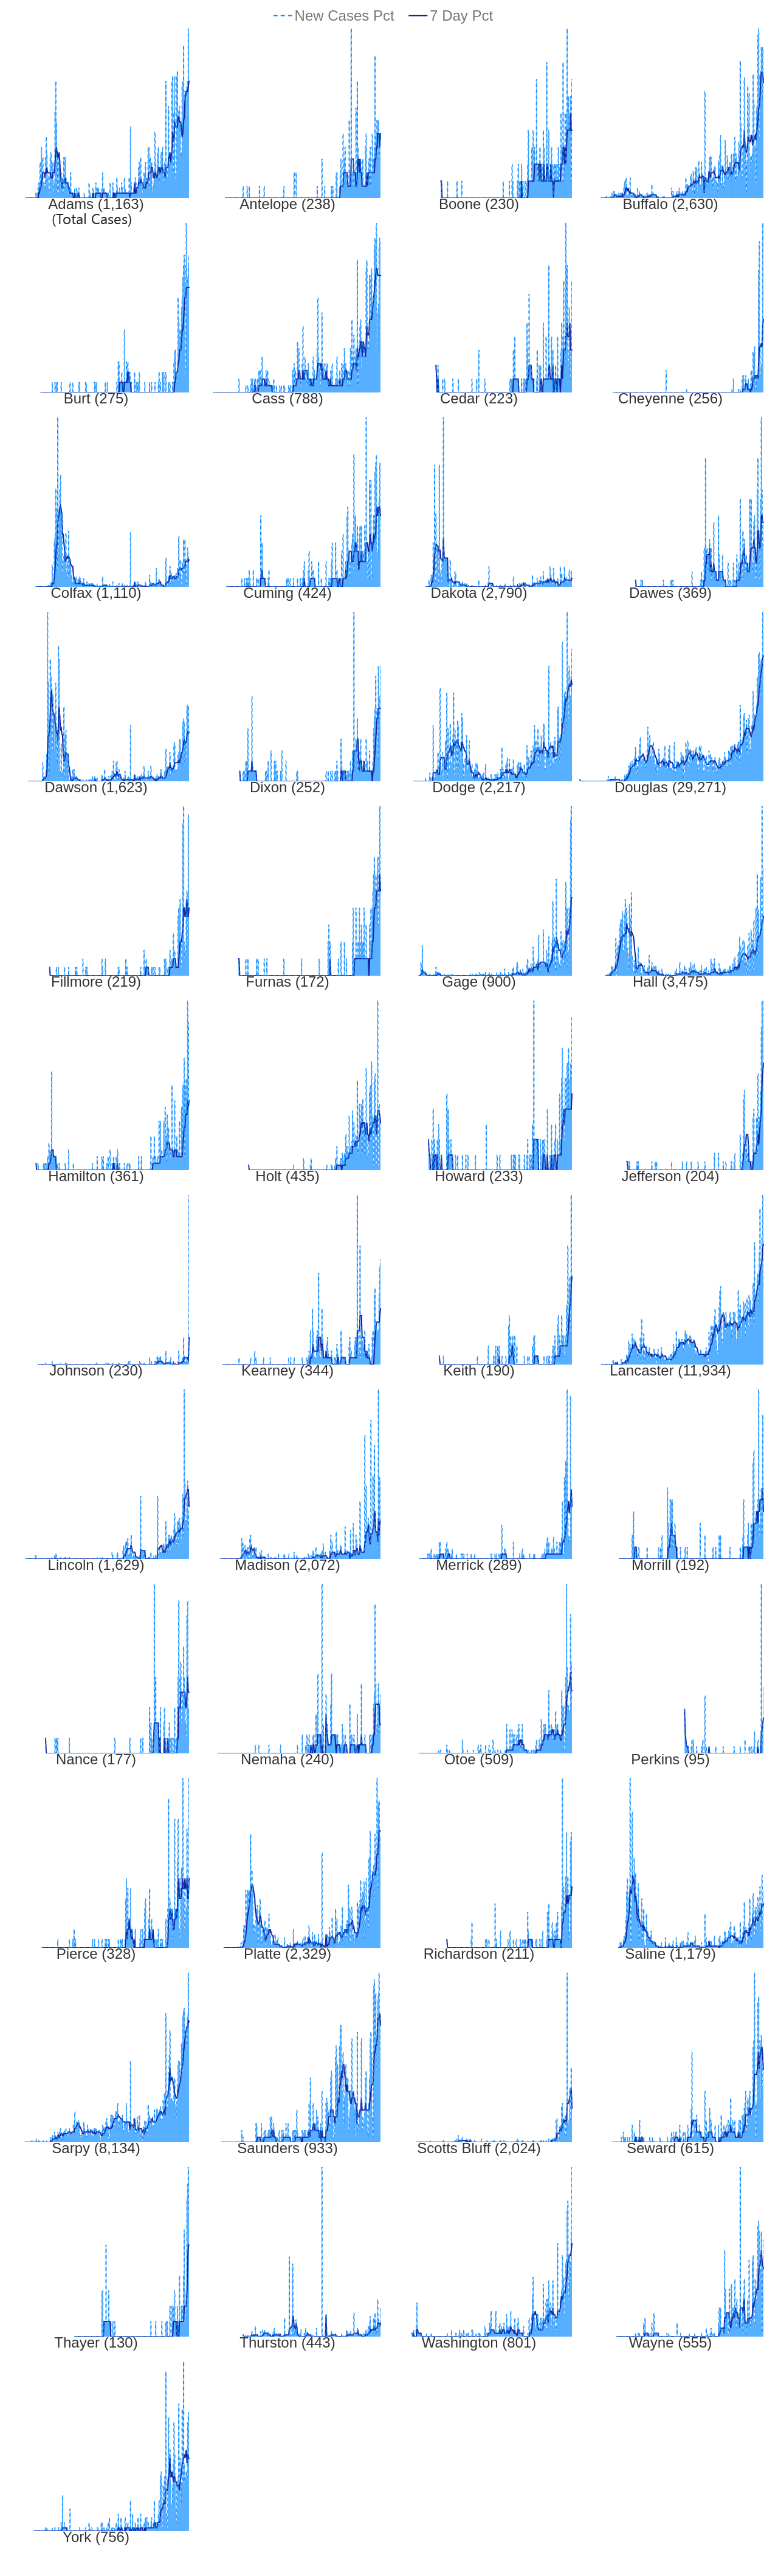 New Cases Pct 7 Day Pct
Adams (1,163) Antelope (238) Boone (230) Buffalo (2,630)
(Total Cases)
Burt (275) Cass (788) Cedar (223) Cheyenne (256)
Colfax (1,110) Cuming (424) Dakota (2,790) Dawes (369)
Dawson (1,623) Dixon (252) Dodge (2,217) Douglas (29,271)
Fillmore (219) Furnas (172) Gage (900) Hall (3,475)
Hamilton (361) Holt (435) Howard (233) Jefferson (204)
Johnson (230) Kearney (344) Keith (190) Lancaster (11,934)
Lincoln (1,629) Madison (2,072) Merrick (289) Morrill (192)
Nance (177) Nemaha (240) Otoe (509) Perkins (95)
Pierce (328) Platte (2,329) Richardson (211) Saline (1,179)
Sarpy (8,134) Saunders (933) Scotts Bluff (2,024) Seward (615)
Thayer (130) Thurston (443) Washington (801) Wayne (555)
York (756)